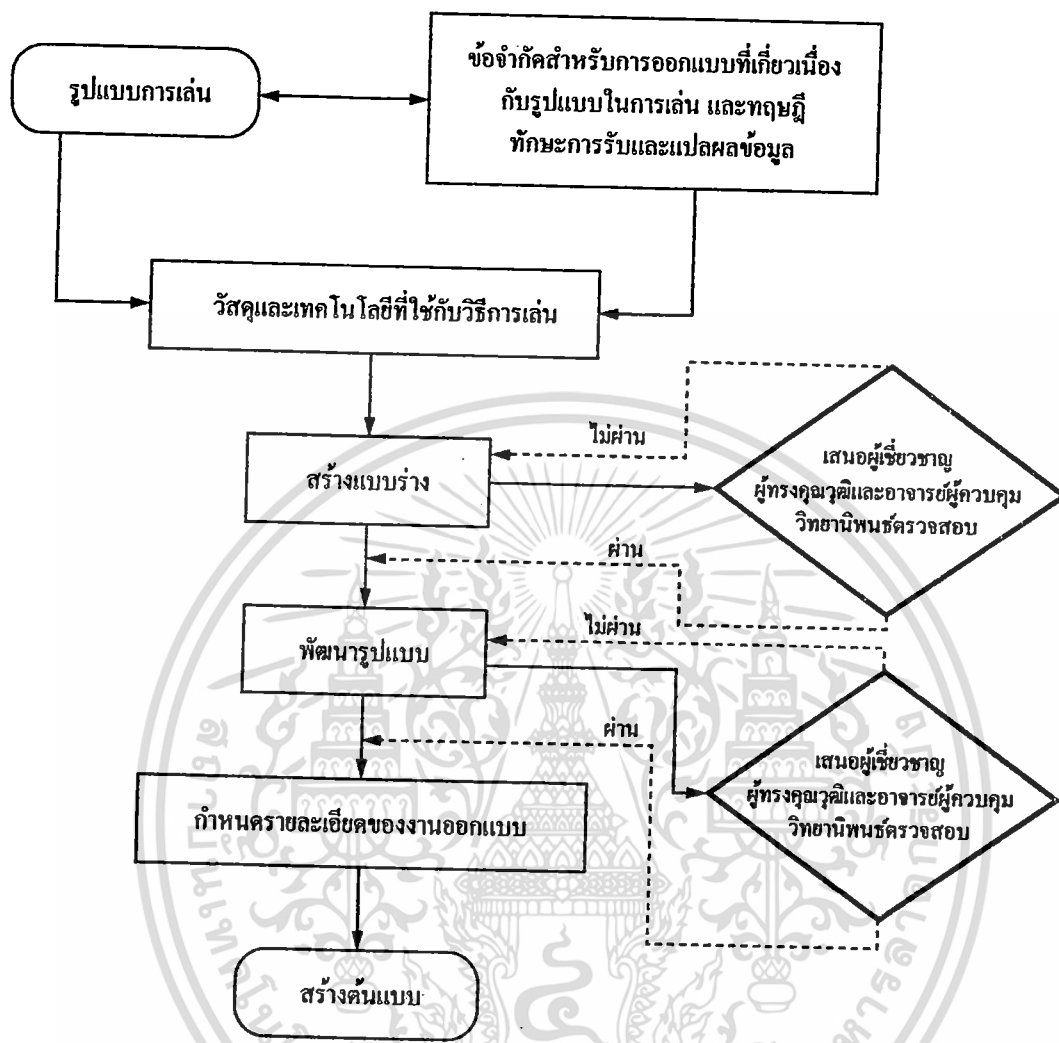 รูปแบบการเล่น
ข้อจำกัดสำหรับการออกแบบที่เกี่ยวเนื่อง
กับรูปแบบในการเล่น และทฤษฎี
ทักษะการรับและแปลผลข้อมูล
วัสดุและเทคโนโลยีที่ใช้กับวิธีการเล่น
ไม่ผ่าน
สร้างแบบร่าง
เสนอผู้เชี่ยวชาญ
ผู้ทรงคุณวุฒิและอาจารย์ผู้ควบคุม
วิทยานิพนธ์ตรวจสอบ
ผ่าน
ไม่ผ่าน
พัฒนารูปแบบ
ผ่าน
เสนอผู้เชี่ยวชาญ
ผู้ทรงคุณวุฒิและอาจารย์ผู้ควบคุม
วิทยานิพนธ์ตรวจสอบ
กำหนดรายละเอียดของงานออกแบบ
สร้างต้นแบบ